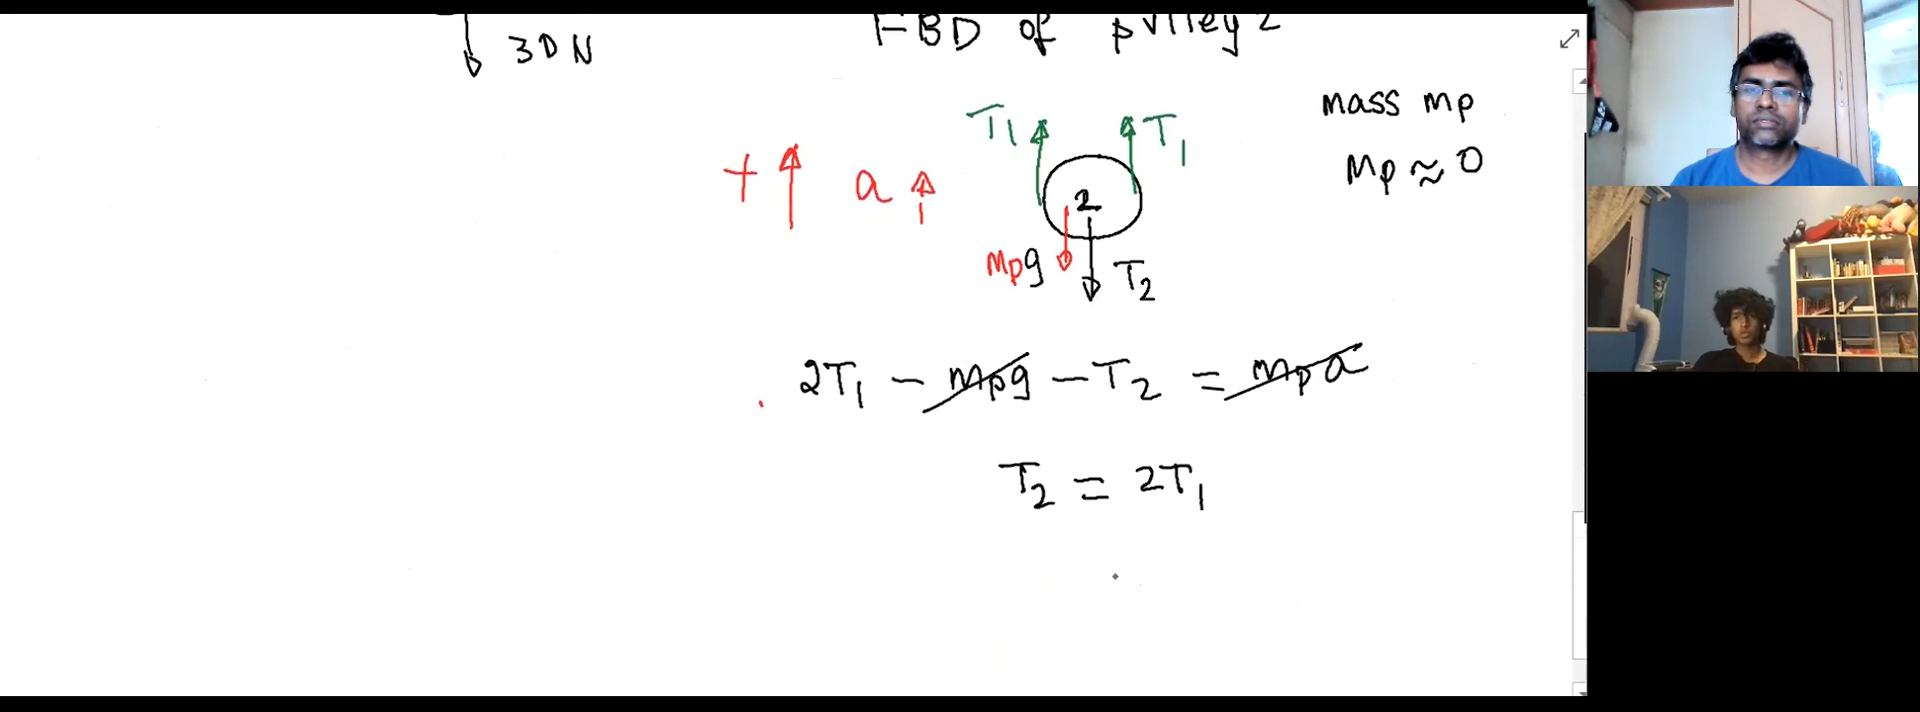 30 N
FBD of pulley 2
T1 T1
mass mp
mp ≈ 0
+ a
2
mpg T2
2T1 - mpg - T2 = mpa
T2 = 2T1